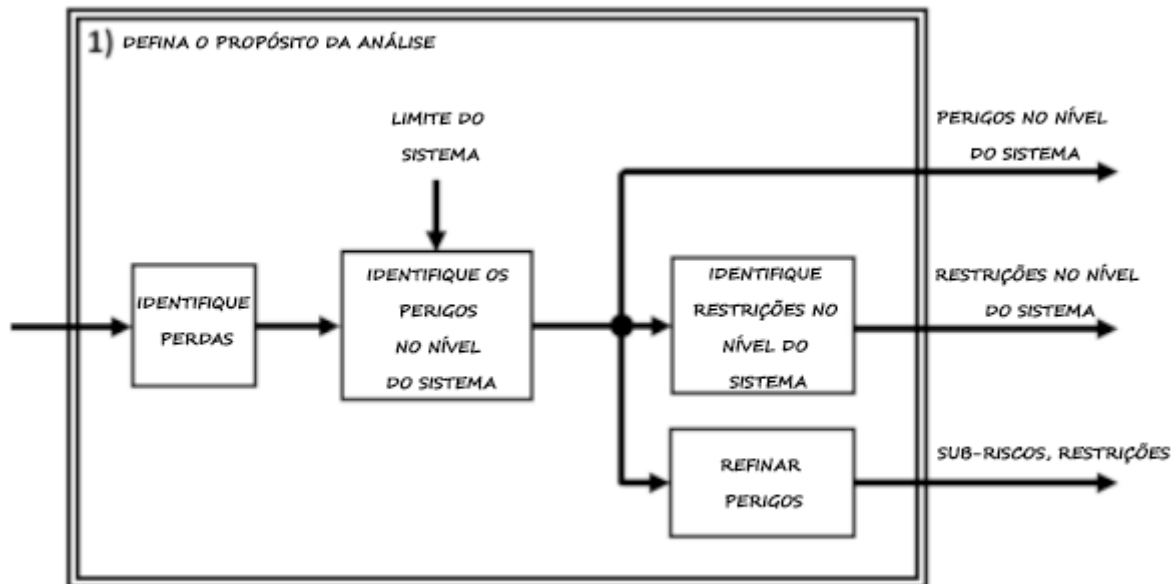 1) DEFINA O PROPÓSITO DA ANÁLISE
LIMITE DO
SISTEMA
IDENTIFIQUE
PERDAS
IDENTIFIQUE OS
PERIGOS
NO NÍVEL
DO SISTEMA
IDENTIFIQUE
RESTRIÇÕES NO
NÍVEL DO
SISTEMA
REFINAR
PERIGOS
PERIGOS NO NÍVEL
DO SISTEMA
RESTRIÇÕES NO NÍVEL
DO SISTEMA
SUB-RISCOS, RESTRIÇÕES